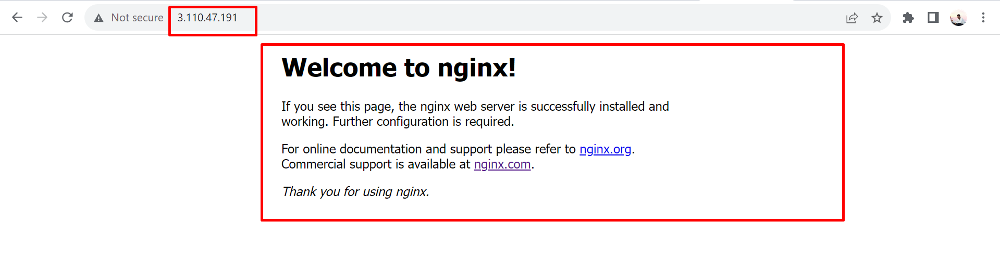 Not secure 3.110.47.191
Welcome to nginx!
If you see this page, the nginx web server is successfully installed and
working. Further configuration is required.
For online documentation and support please refer to nginx.org.
Commercial support is available at nginx.com.
Thank you for using nginx.